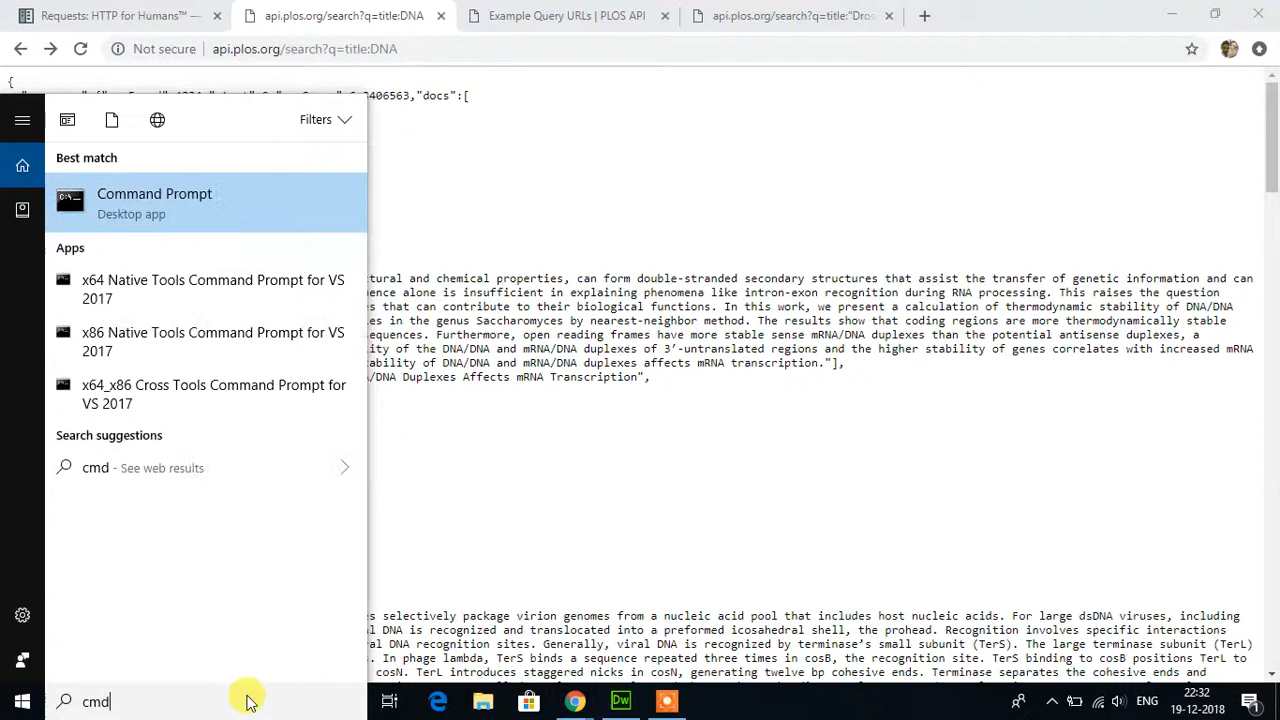 Requests: HTTP for Humans™ —
api.plos.org/search?q=title:DNA
Example Query URLs | PLOS API
api.plos.org/search?q=title:"Dros
Not secure
api.plos.org/search?q=title:DNA
{
6406563,"docs":[
Filters
Best match
Command Prompt
Desktop app
Apps
x64 Native Tools Command Prompt for VS
2017
x86 Native Tools Command Prompt for VS
2017
x64_x86 Cross Tools Command Prompt for
VS 2017
Search suggestions
cmd - See web results
tural and chemical properties, can form double-stranded secondary structures that assist the transfer of genetic information and can
ence alone is insufficient in explaining phenomena like intron-exon recognition during RNA processing. This raises the question
s that can contribute to their biological functions. In this work, we present a calculation of thermodynamic stability of DNA/DNA
es in the genus Saccharomyces by nearest-neighbor method. The results show that coding regions are more thermodynamically stable
equences. Furthermore, open reading frames have more stable sense mRNA/DNA duplexes than the potential antisense duplexes, a
ity of the DNA/DNA and mRNA/DNA duplexes of 3′-untranslated regions and the higher stability of genes correlates with increased mRNA
tability of DNA/DNA and mRNA/DNA duplexes affects mRNA transcription."],
/DNA Duplexes Affects mRNA Transcription",
es selectively package virion genomes from a nucleic acid pool that includes host nucleic acids. For large dsDNA viruses, including
l DNA is recognized and translocated into a preformed icosahedral shell, the prohead. Recognition involves specific interactions
ral DNA recognition sites. Generally, viral DNA is recognized by terminase's small subunit (TerS). The large terminase subunit (TerL)
s. In phage lambda, TerS binds a sequence repeated three times in cosB, the recognition site. TerS binding to cosB positions TerL to
N. TerL introduces staggered nicks in cosN, generating twelve bp cohesive ends. Terminase separates the cohesive ends and
cmd
Dw
ENG
22:32
19-12-2018
1